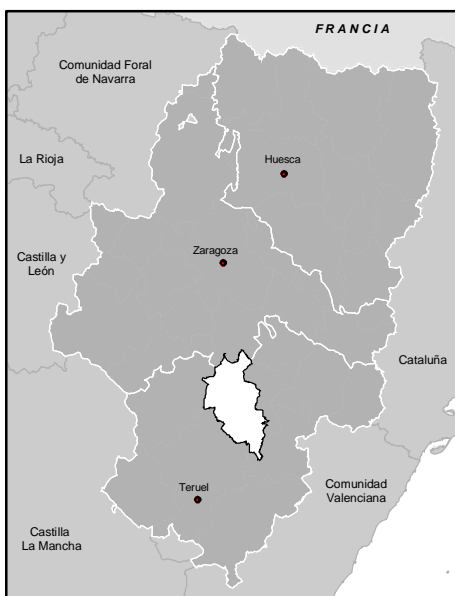 FRANCIA
Comunidad Foral
de Navarra
La Rioja
Huesca
Castilla y
León
Zaragoza
Cataluña
Teruel
Comunidad
Valenciana
Castilla
La Mancha